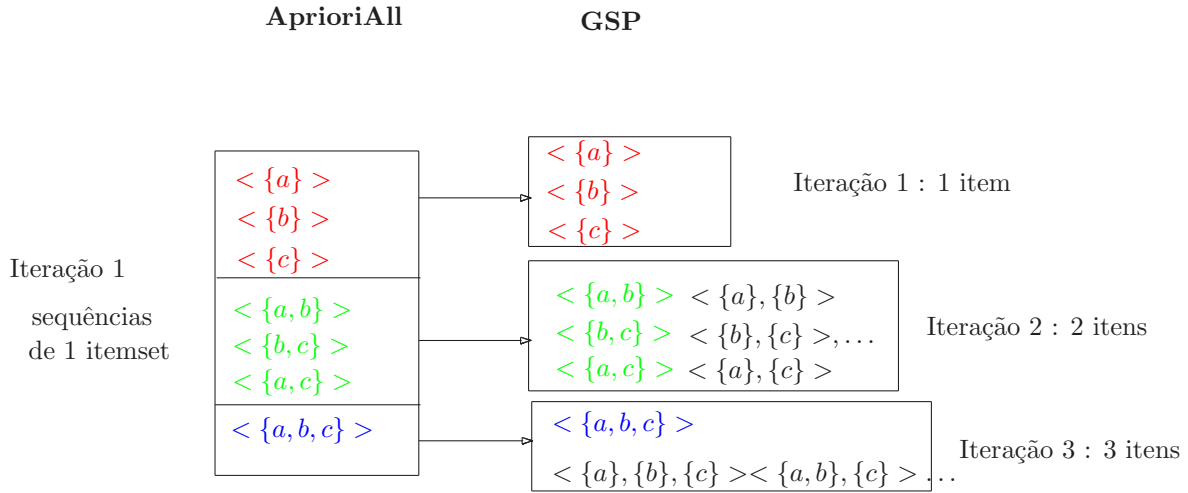 AprioriAll GSP
< {a} >
< {b} >
< {c} >
Iteração 1
sequências
de 1 itemset
< {a, b} >
< {b, c} >
< {a, c} >
< {a, b, c} >
< {a} >
< {b} >
< {c} >
Iteração 1 : 1 item
< {a, b} > < {a}, {b} >
< {b, c} > < {b}, {c} >, . . .
< {a, c} > < {a}, {c} >
Iteração 2 : 2 itens
< {a, b, c} >
< {a}, {b}, {c} >< {a, b}, {c} > . . .
Iteração 3 : 3 itens